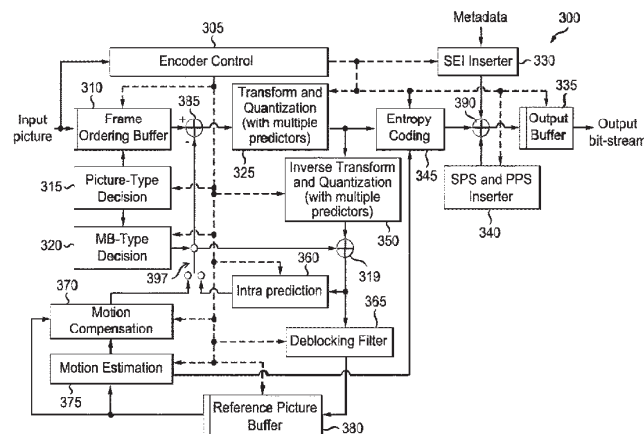 Metadata
300
305
Encoder Control
SEI Inserter
330
310
385
Transform and
Quantization
(with multiple
predictors)
390
335
Input
picture
Frame
Ordering Buffer
+
-
Entropy
Coding
Output
Buffer
Output
bit-stream
325
345
315
Picture-Type
Decision
Inverse Transform
and Quantization
(with multiple
predictors)
SPS and PPS
Inserter
320
MB-Type
Decision
350
340
319
397
360
370
Intra prediction
365
Motion
Compensation
Deblocking Filter
Motion Estimation
375
Reference Picture
Buffer
380